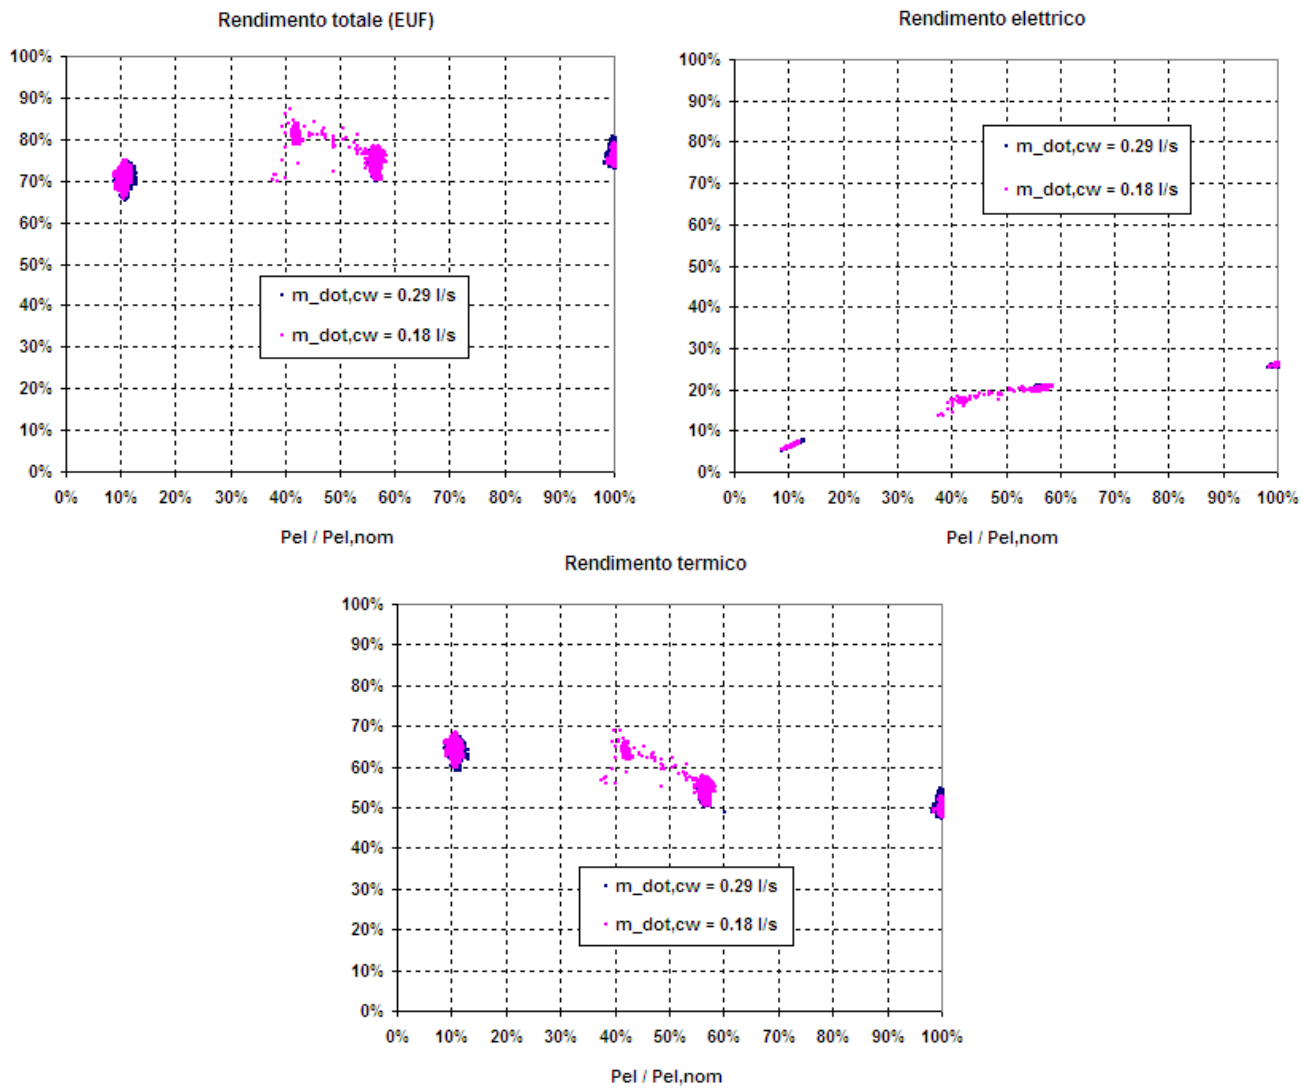 Rendimento totale (EUF)
100%
90%
80%
70%
60%
50%
40%
30%
20%
10%
0%
m_dot,cw = 0.29 l/s
m_dot,cw = 0.18 l/s
0% 10% 20% 30% 40% 50% 60% 70% 80% 90% 100%
Pel / Pel,nom
Rendimento elettrico
100%
90%
80%
70%
60%
50%
40%
30%
20%
10%
0%
m_dot,cw = 0.29 l/s
m_dot,cw = 0.18 l/s
0% 10% 20% 30% 40% 50% 60% 70% 80% 90% 100%
Pel / Pel,nom
Rendimento termico
100%
90%
80%
70%
60%
50%
40%
30%
20%
10%
0%
m_dot,cw = 0.29 l/s
m_dot,cw = 0.18 l/s
0% 10% 20% 30% 40% 50% 60% 70% 80% 90% 100%
Pel / Pel,nom